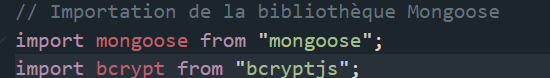 // Importation de la bibliothèque Mongoose
import mongoose from "mongoose";
import bcrypt from "bcryptjs";